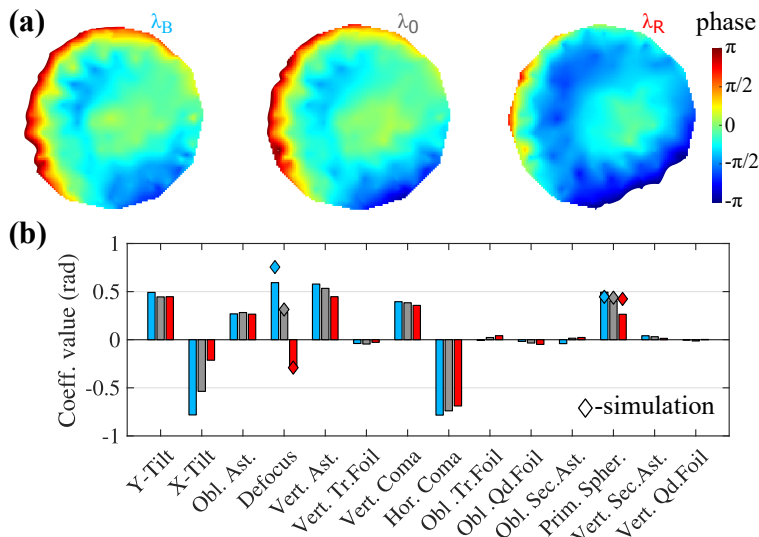 (a)
λB
λ0
λR
phase
π
π/2
0
-π/2
-π
(b)
1
0.5
0
-0.5
-1
Coeff. value (rad)
◇-simulation
Y-Tilt
X-Tilt
Obl. Ast.
Defocus
Vert. Ast.
Vert. Tr.Foil
Vert. Coma
Hor. Coma
Obl. Tr.Foil
Obl .Qd.Foil
Obl. Sec.Ast.
Prim. Spher.
Vert. Sec.Ast.
Vert. Qd.Foil